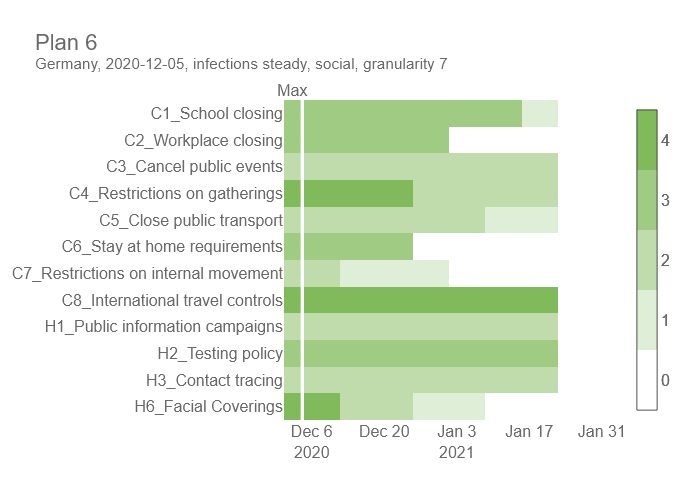 Plan 6
Germany, 2020-12-05, infections steady, social, granularity 7
Max
C1_School closing
C2_Workplace closing
C3_Cancel public events
C4_Restrictions on gatherings
C5_Close public transport
C6_Stay at home requirements
C7_Restrictions on internal movement
C8_International travel controls
H1_Public information campaigns
H2_Testing policy
H3_Contact tracing
H6_Facial Coverings
Dec 6 Dec 20 Jan 3 Jan 17 Jan 31
2020 2021
4
3
2
1
0